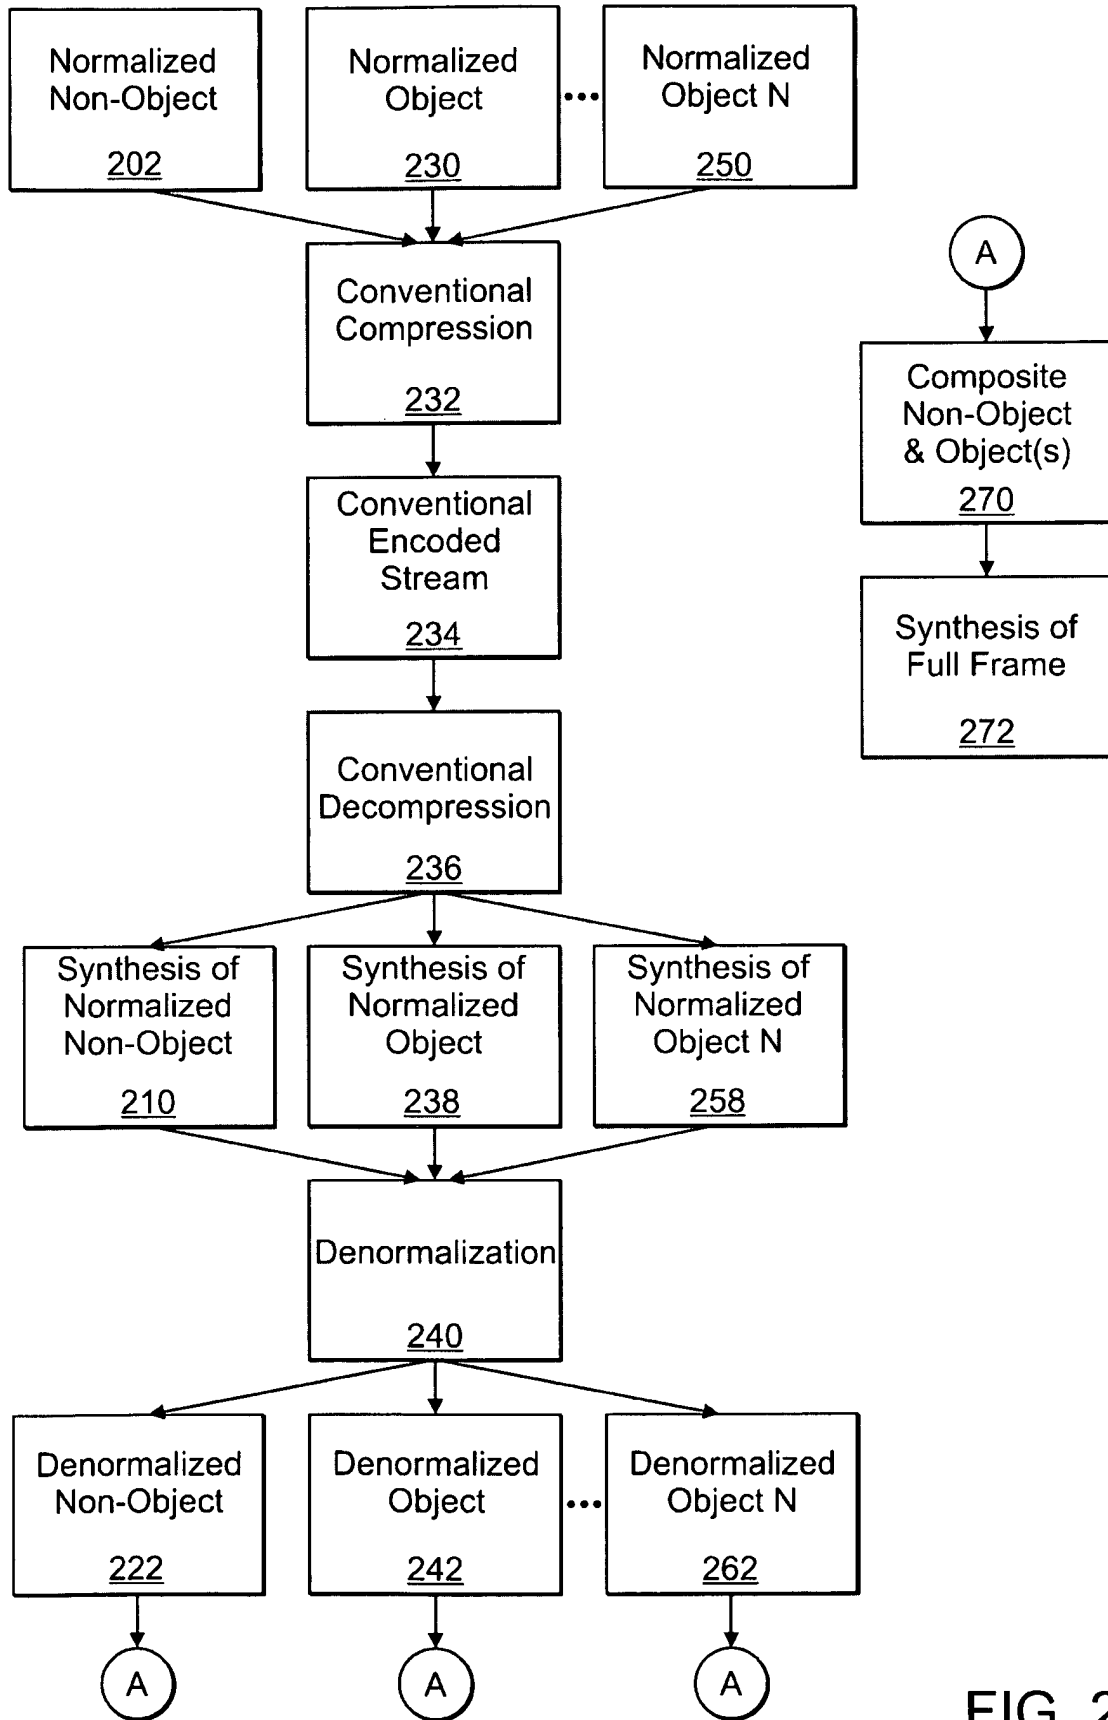 Normalized
Non-Object
202
Normalized
Object
230
...
Normalized
Object N
250
Conventional
Compression
232
Conventional
Encoded
Stream
234
Conventional
Decompression
236
Synthesis of
Normalized
Non-Object
210
Synthesis of
Normalized
Object
238
Synthesis of
Normalized
Object N
258
Denormalization
240
Denormalized
Non-Object
222
Denormalized
Object
242
...
Denormalized
Object N
262
A
A
A
A
Composite
Non-Object
& Object(s)
270
Synthesis of
Full Frame
272
FIG. 2